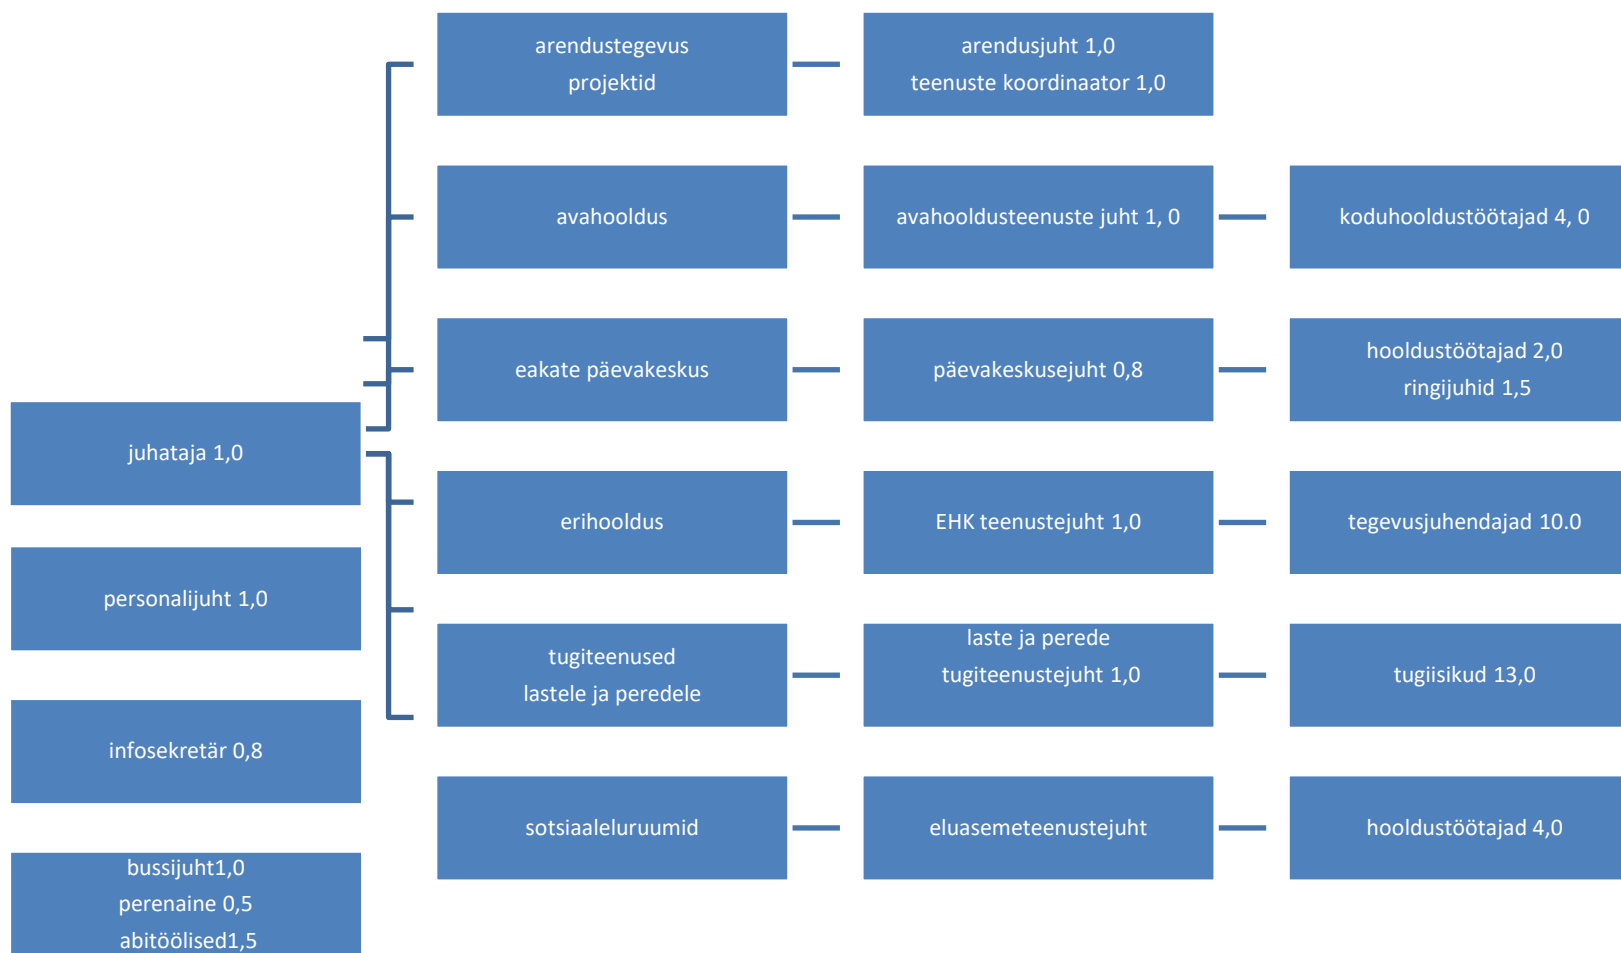 arendustegevus
projektid
arendusjuht 1,0
teenuste koordinaator 1,0
avahooldus
avahooldusteenuste juht 1, 0
koduhooldustöötajad 4, 0
eakate päevakeskus
päevakeskusejuht 0,8
hooldustöötajad 2,0
ringijuhid 1,5
juhataja 1,0
erihooldus
EHK teenustejuht 1,0
tegevusjuhendajad 10.0
personalijuht 1,0
tugiteenused
lastele ja peredele
laste ja perede
tugiteenustejuht 1,0
tugiisikud 13,0
infosekretär 0,8
sotsiaaleluruumid
eluasemeteenustejuht
hooldustöötajad 4,0
bussijuht1,0
perenaine 0,5
abitöölised1,5